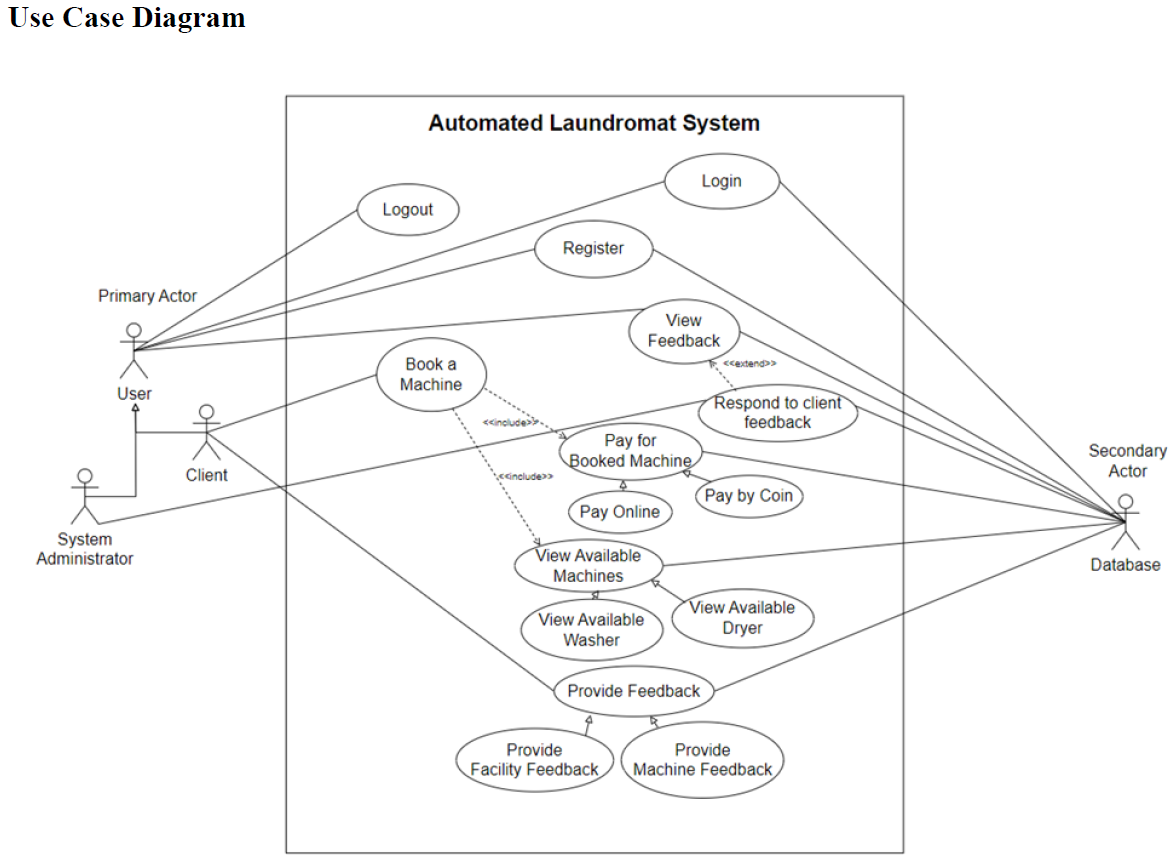 Use Case Diagram
Automated Laundromat System
Login
Logout
Register
Primary Actor
View
Feedback
Book a
Machine
<<extend>>
User
Respond to client
feedback
<<include>>
Pay for
Booked Machine
Secondary
Actor
Client
<<include>>
Pay by Coin
Pay Online
System
Administrator
View Available
Machines
Database
View Available
Dryer
View Available
Washer
Provide Feedback
Provide
Facility Feedback
Provide
Machine Feedback